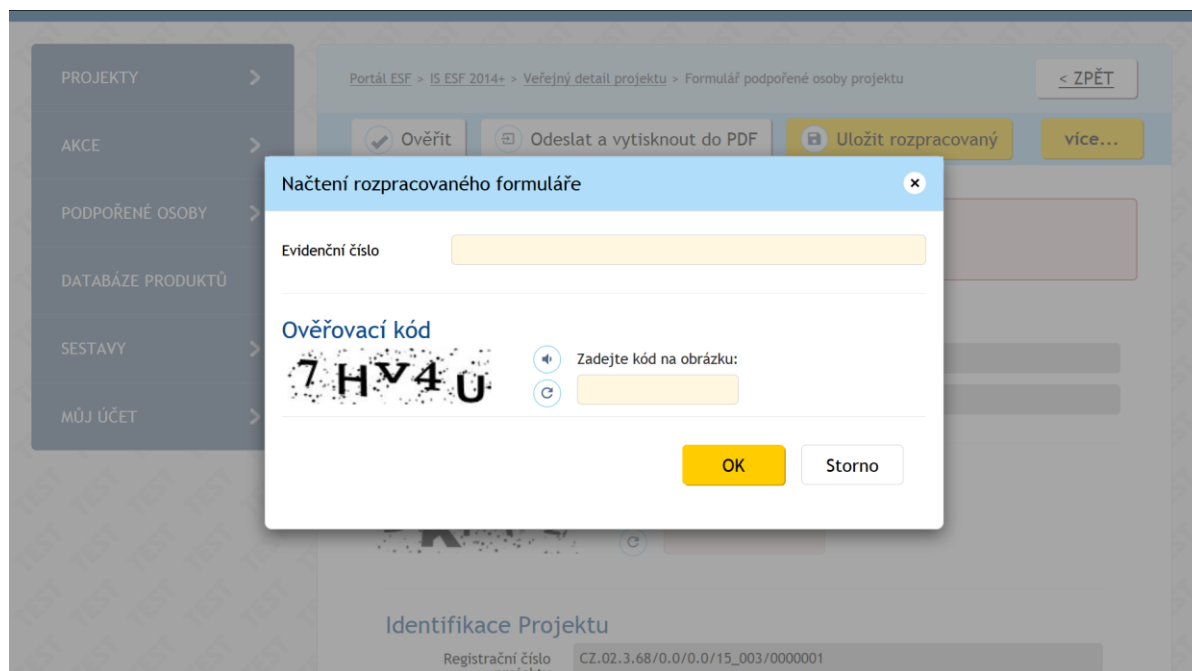 PROJEKTY
Portál ESF > IS ESF 2014+ > Veřejný detail projektu > Formulář podpořené osoby projektu
< ZPĚT
AKCE
Ověřit
Odeslat a vytisknout do PDF
Uložit rozpracovaný
více...
Načtení rozpracovaného formuláře
PODPOŘENÉ OSOBY
Evidenční číslo
DATABÁZE PRODUKTŮ
Ověřovací kód
SESTAVY
7HV4U
Zadejte kód na obrázku:
MŮJ ÚČET
OK
Storno
TEST
Identifikace Projektu
Registrační číslo
CZ.02.3.68/0.0/0.0/15_003/0000001